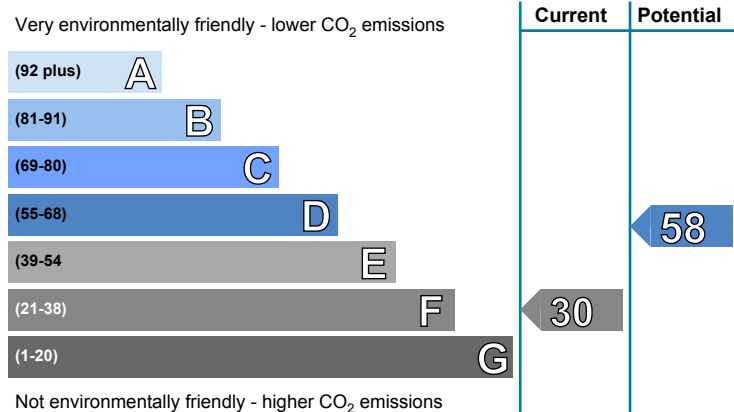 Very environmentally friendly - lower CO₂ emissions
Current
Potential
(92 plus) A
(81-91) B
(69-80) C
(55-68) D
58
(39-54 E
(21-38) F
30
(1-20) G
Not environmentally friendly - higher CO₂ emissions